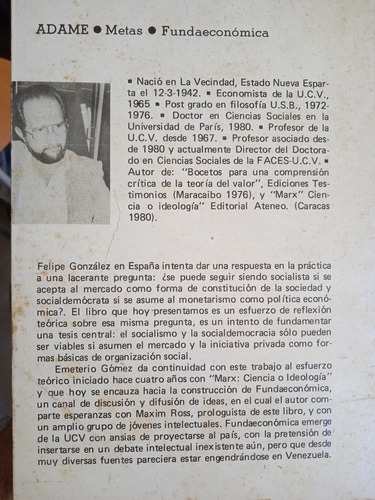 ADAME ● Metas ● Fundaeconómica
▪ Nació en La Vecindad, Estado Nueva Espar-
ta el 12-3-1942. ▪ Economista de la U.C.V.,
1965 ▪ Post grado en filosofía U.S.B., 1972-
1976. ▪ Doctor en Ciencias Sociales en la
Universidad de París, 1980. ▪ Profesor de la
U.C.V. desde 1967. ▪ Profesor asociado des-
de 1980 y actualmente Director del Doctora-
do en Ciencias Sociales de la FACES-U.C.V. ▪
Autor de: "Bocetos para una comprensión
crítica de la teoría del valor", Ediciones Tes-
timonios (Maracaibo 1976), y "Marx" Cien-
cia o ideología" Editorial Ateneo. (Caracas
1980).
Felipe González en España intenta dar una respuesta en la práctica
a una lacerante pregunta: ¿se puede seguir siendo socialista si se
acepta al mercado como forma de constitución de la sociedad y
socialdemócrata si se asume al monetarismo como política econó-
mica?. El libro que hoy presentamos es un esfuerzo de reflexión
teórica sobre esa misma pregunta, es un intento de fundamentar
una tesis central: el socialismo y la socialdemocracia sólo pueden
ser viables si asumen el mercado y la iniciativa privada como for-
mas básicas de organización social.
Emeterio Gómez da continuidad con este trabajo al esfuerzo
teórico iniciado hace cuatro años con "Marx: Ciencia o Ideología"
y que hoy se encauza hacia la construcción de Fundaeconómica,
un canal de discusión y difusión de ideas, en el cual el autor com-
parte esperanzas con Maxim Ross, prologuista de este libro, y con
un amplio grupo de jóvenes intelectuales. Fundaeconómica emerge
de la UCV con ansias de proyectarse al país, con la pretensión de
insertarse en un debate intelectual inexistente aún, pero que desde
muy diversas fuentes pareciera estar engendrándose en Venezuela.